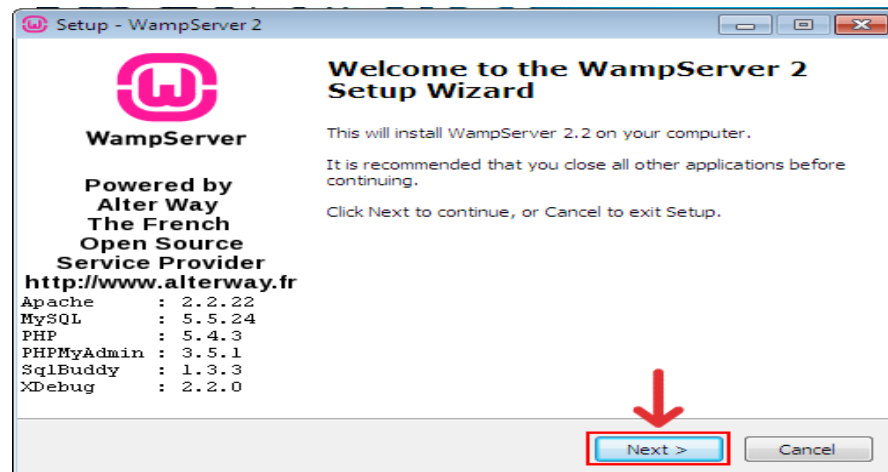 Setup - WampServer 2
WampServer
Powered by
Alter Way
The French
Open Source
Service Provider
http://www.alterway.fr
Apache : 2.2.22
MySQL : 5.5.24
PHP : 5.4.3
PHPMyAdmin : 3.5.1
SqlBuddy : 1.3.3
XDebug : 2.2.0
Welcome to the WampServer 2
Setup Wizard
This will install WampServer 2.2 on your computer.
It is recommended that you close all other applications before
continuing.
Click Next to continue, or Cancel to exit Setup.
Next >
Cancel